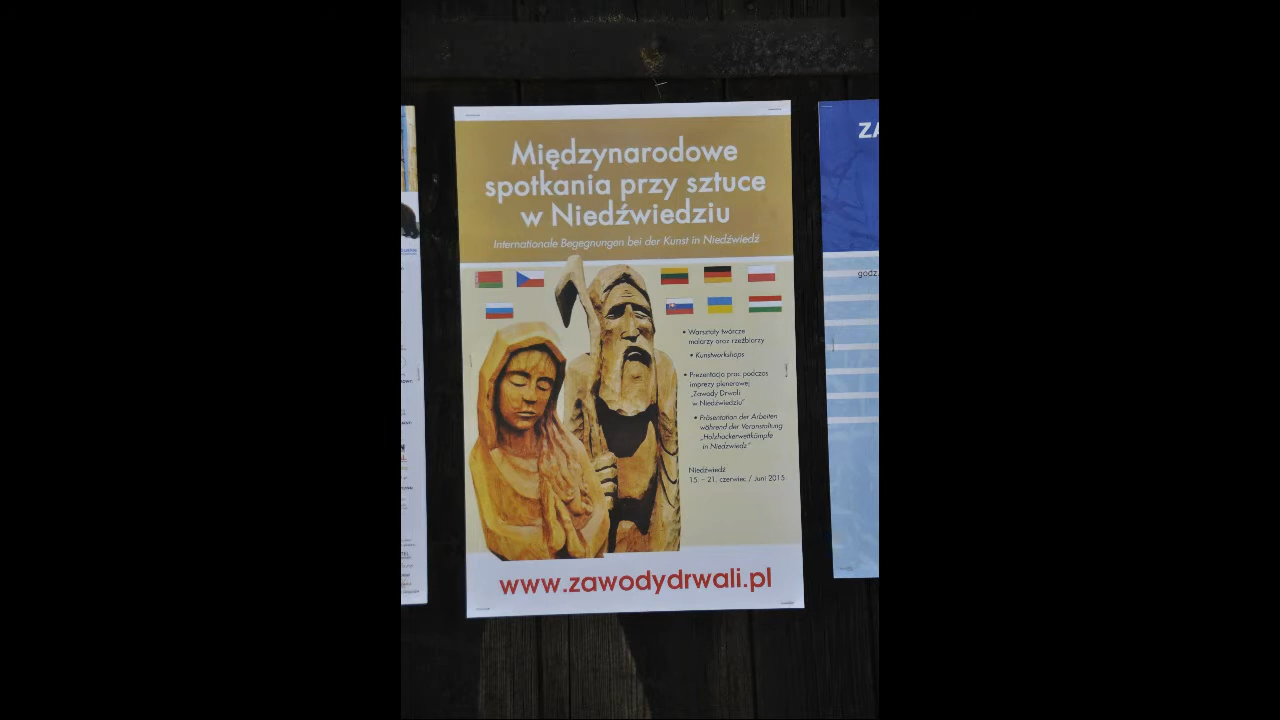 Międzynarodowe
spotkania przy sztuce
w Niedźwiedziu
Internationale Begegnungen bei der Kunst in Niedźwiedź
• Warsztaty twórcze
malarzy oraz rzeźbiarzy
• Kunstworkshops
• Prezentacja prac podczas
imprezy plenerowej
„Zawody Drwali
w Niedźwiedziu"
• Präsentation der Arbeiten
während der Veranstaltung
„Holzhackerwettkämpfe
in Niedźwiedź"
Niedźwiedź
15. – 21. czerwiec / Juni 2015
www.zawodydrwali.pl
godz.